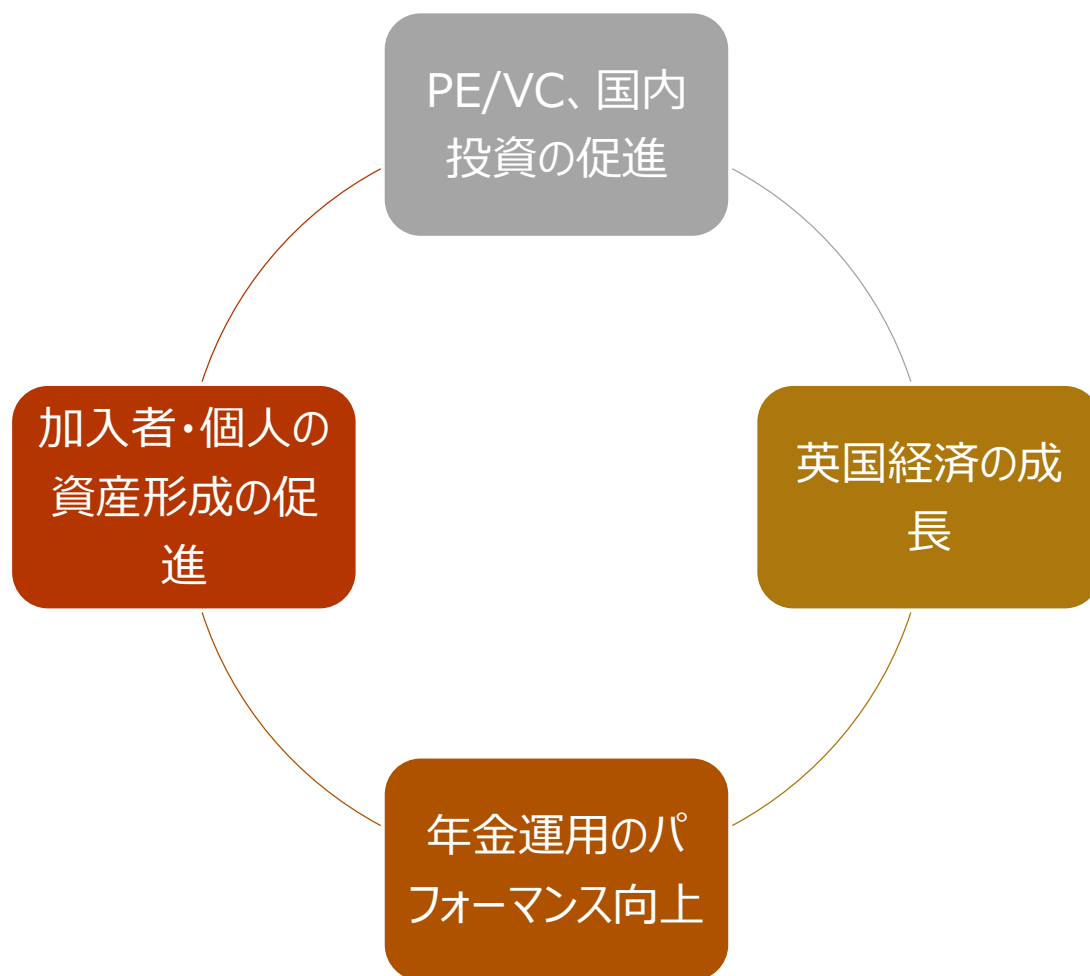 PE/VC、国内
投資の促進
加入者・個人の
資産形成の促
進
英国経済の成
長
年金運用のパ
フォーマンス向上